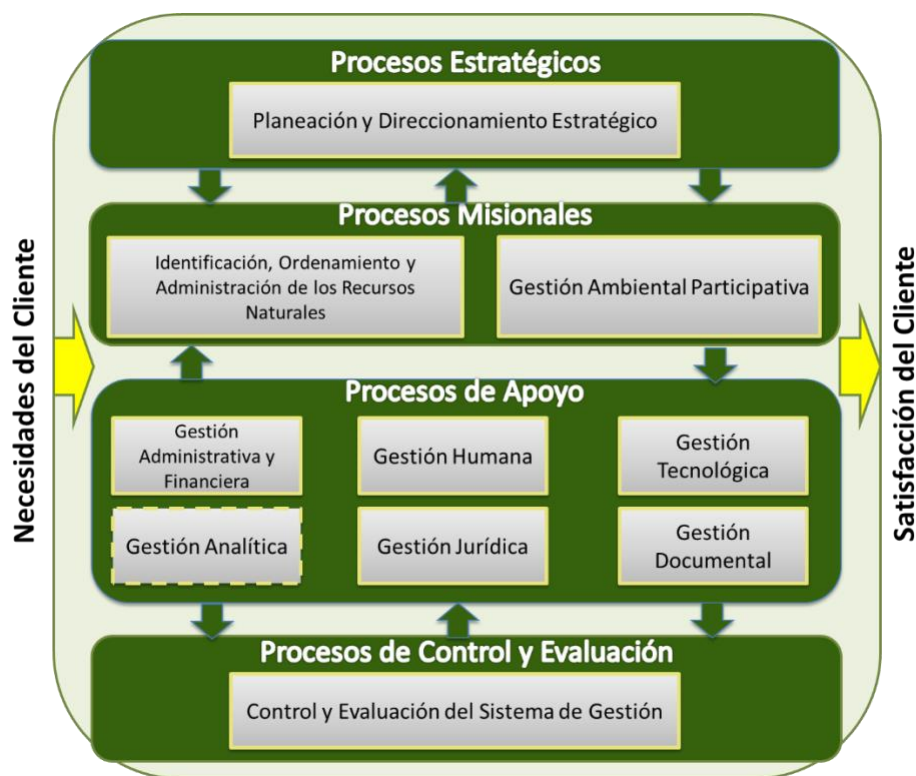 Procesos Estratégicos
Planeación y Direccionamiento Estratégico
Procesos Misionales
Identificación, Ordenamiento y
Administración de los Recursos
Naturales
Gestión Ambiental Participativa
Necesidades del Cliente
Satisfacción del Cliente
Procesos de Apoyo
Gestión
Administrativa y
Financiera
Gestión Humana
Gestión
Tecnológica
Gestión Analítica
Gestión Jurídica
Gestión
Documental
Procesos de Control y Evaluación
Control y Evaluación del Sistema de Gestión